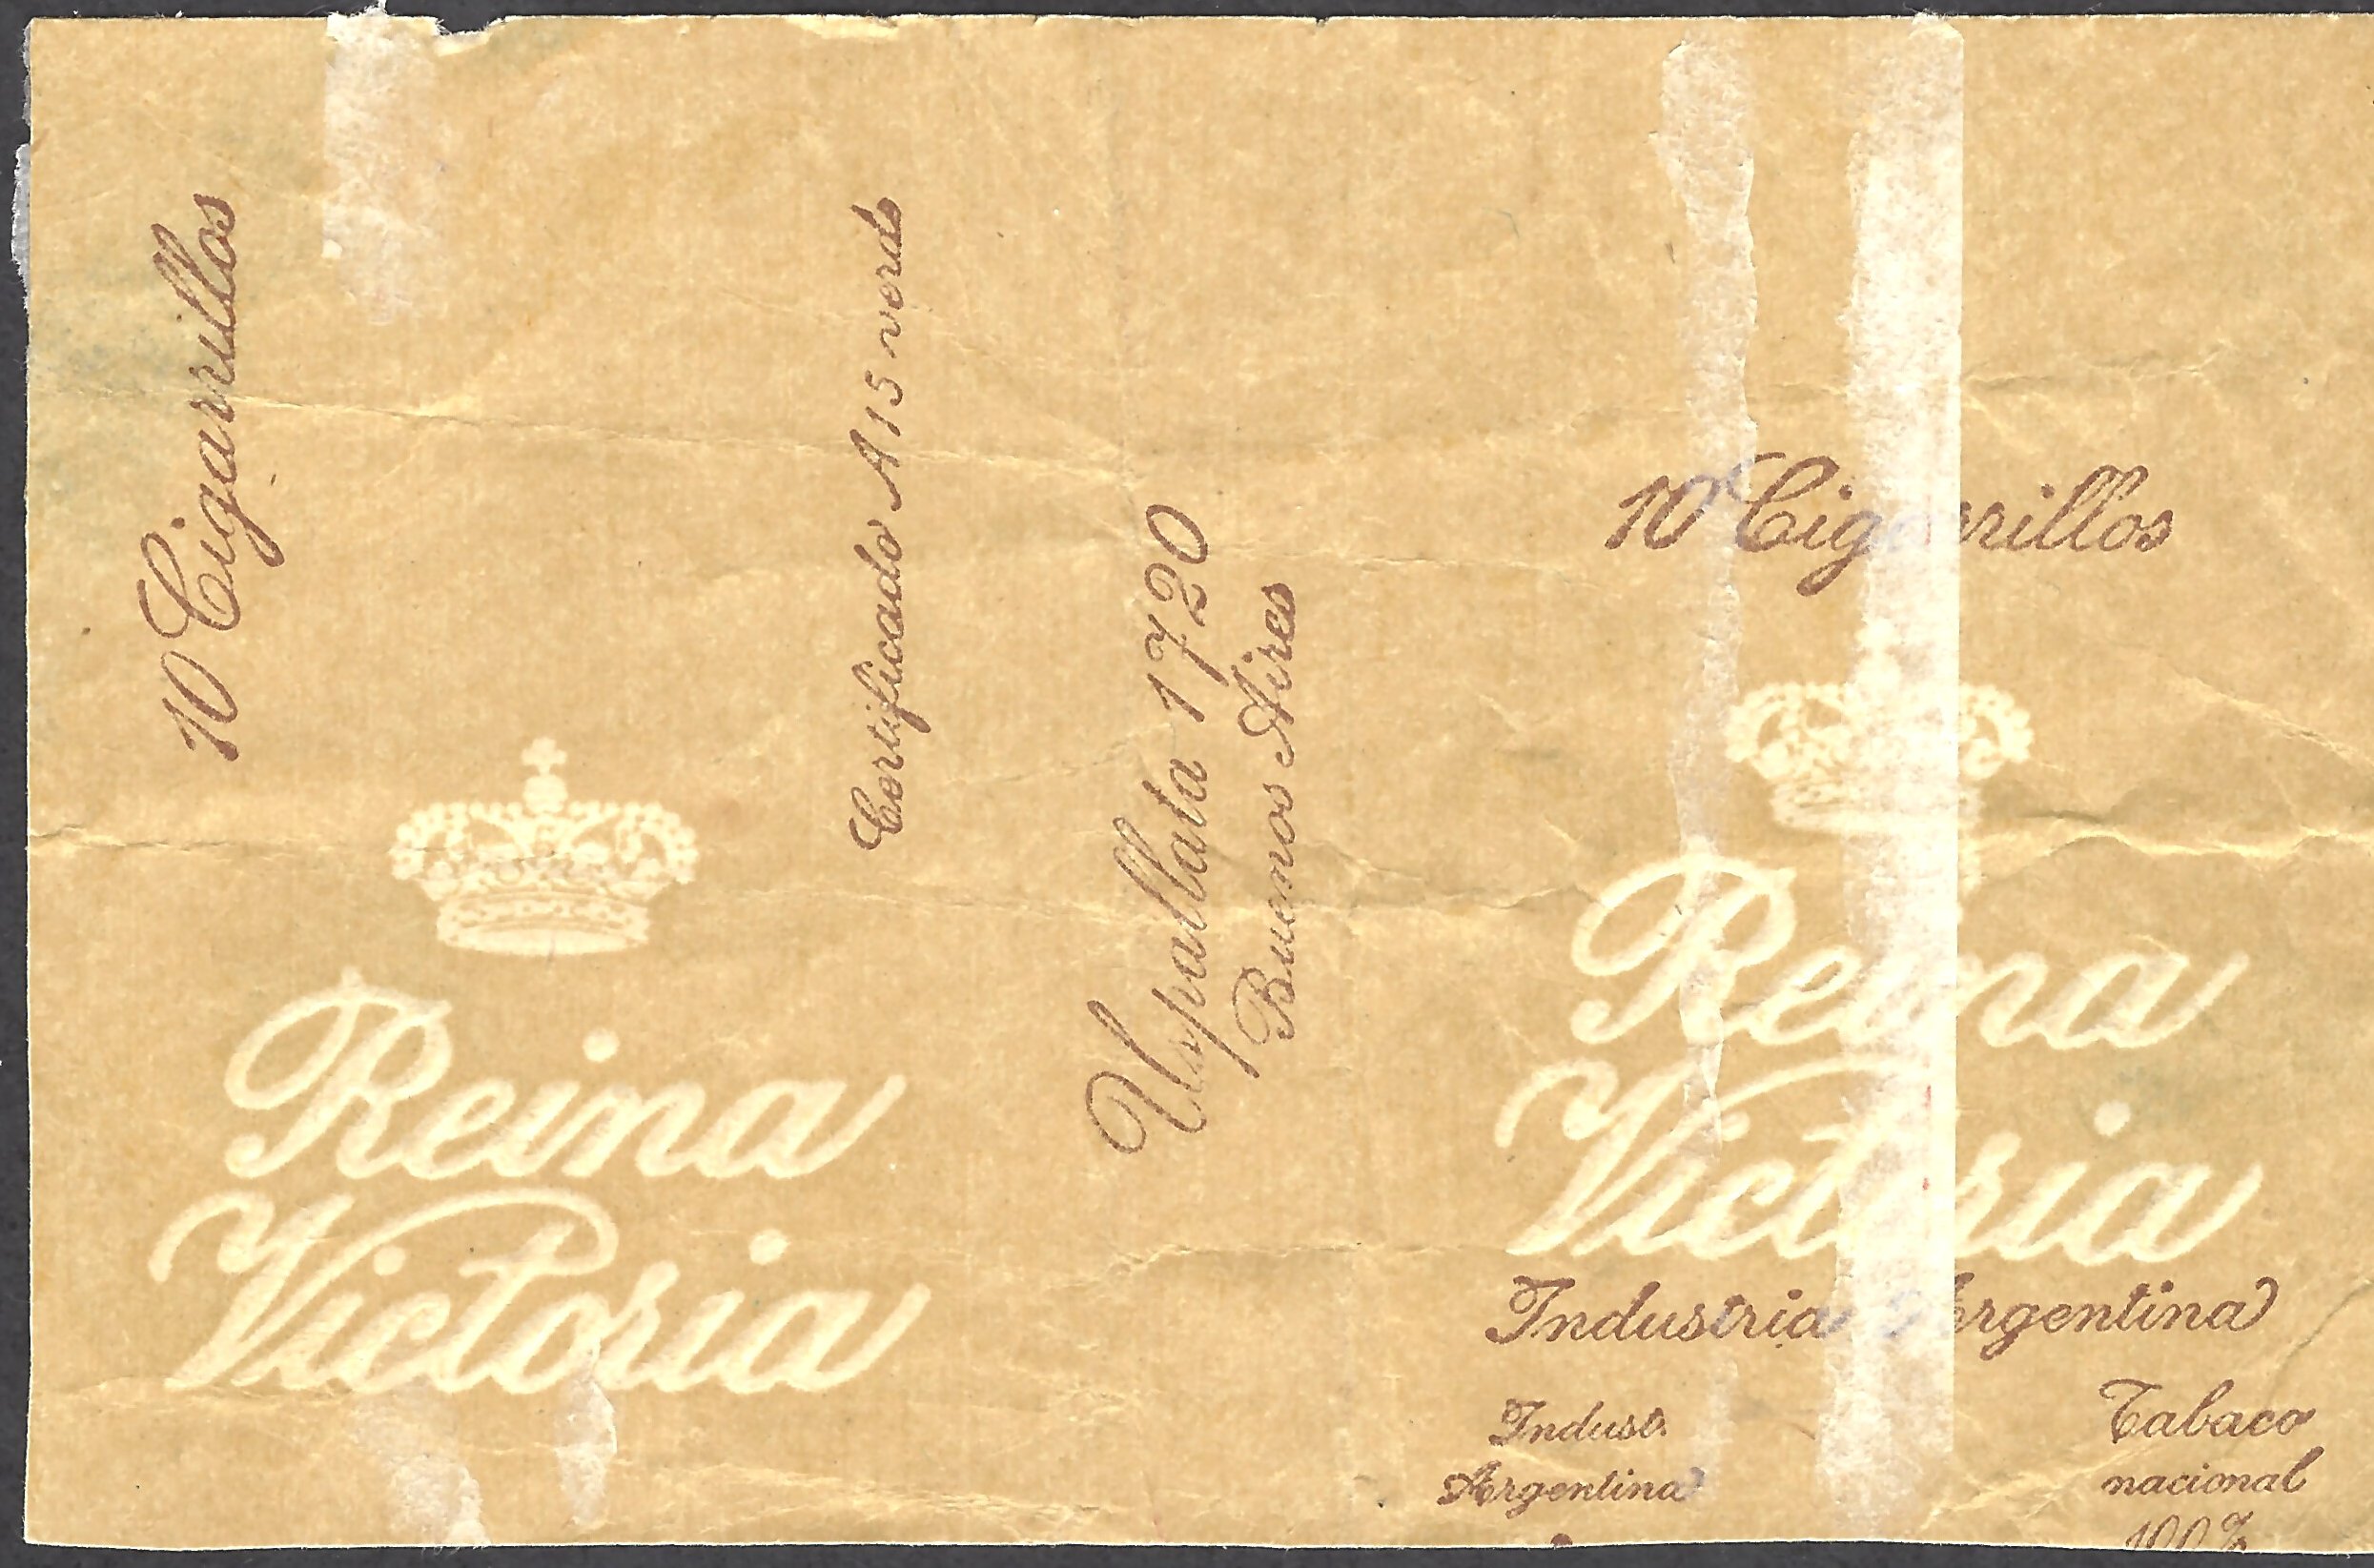 10 Cigarrillos
Reina
Victoria
Certificado A 15 verde
Uspallata 1720
Buenos Aires
10 Cigarrillos
Reina
Victoria
Industria Argentina
Indust.
Argentina
Tabaco
nacional
100%